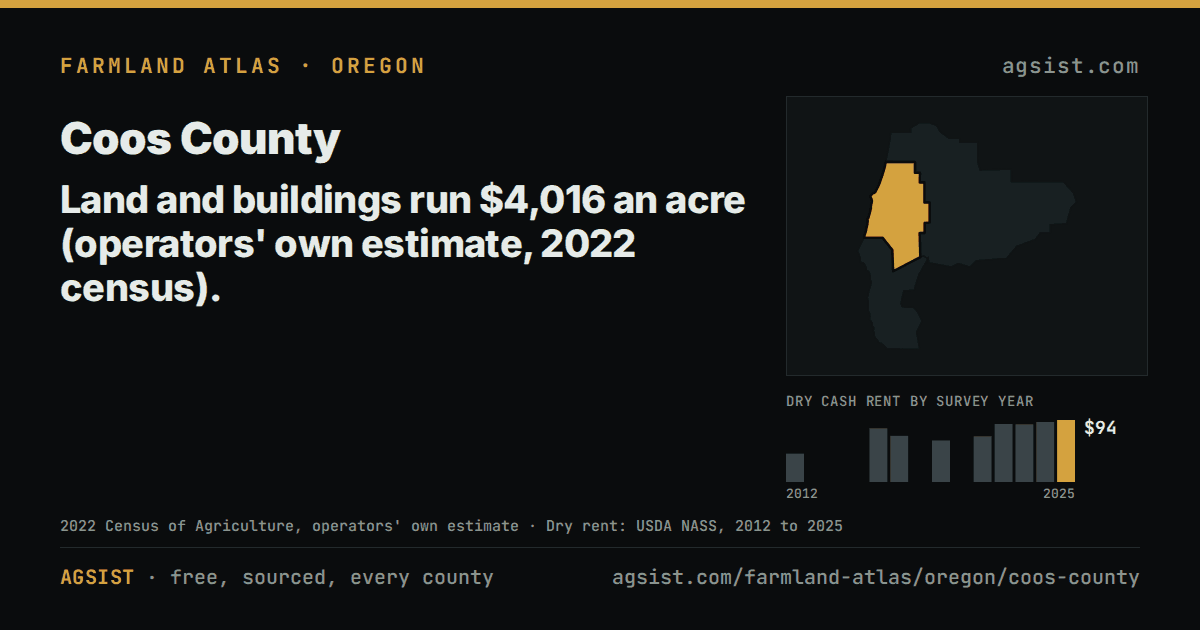 FARMLAND ATLAS · OREGON
agsist.com
Coos County
Land and buildings run $4,016 an acre
(operators' own estimate, 2022
census).
DRY CASH RENT BY SURVEY YEAR
$94
2012
2025
2022 Census of Agriculture, operators' own estimate · Dry rent: USDA NASS, 2012 to 2025
AGSIST · free, sourced, every county
agsist.com/farmland-atlas/oregon/coos-county